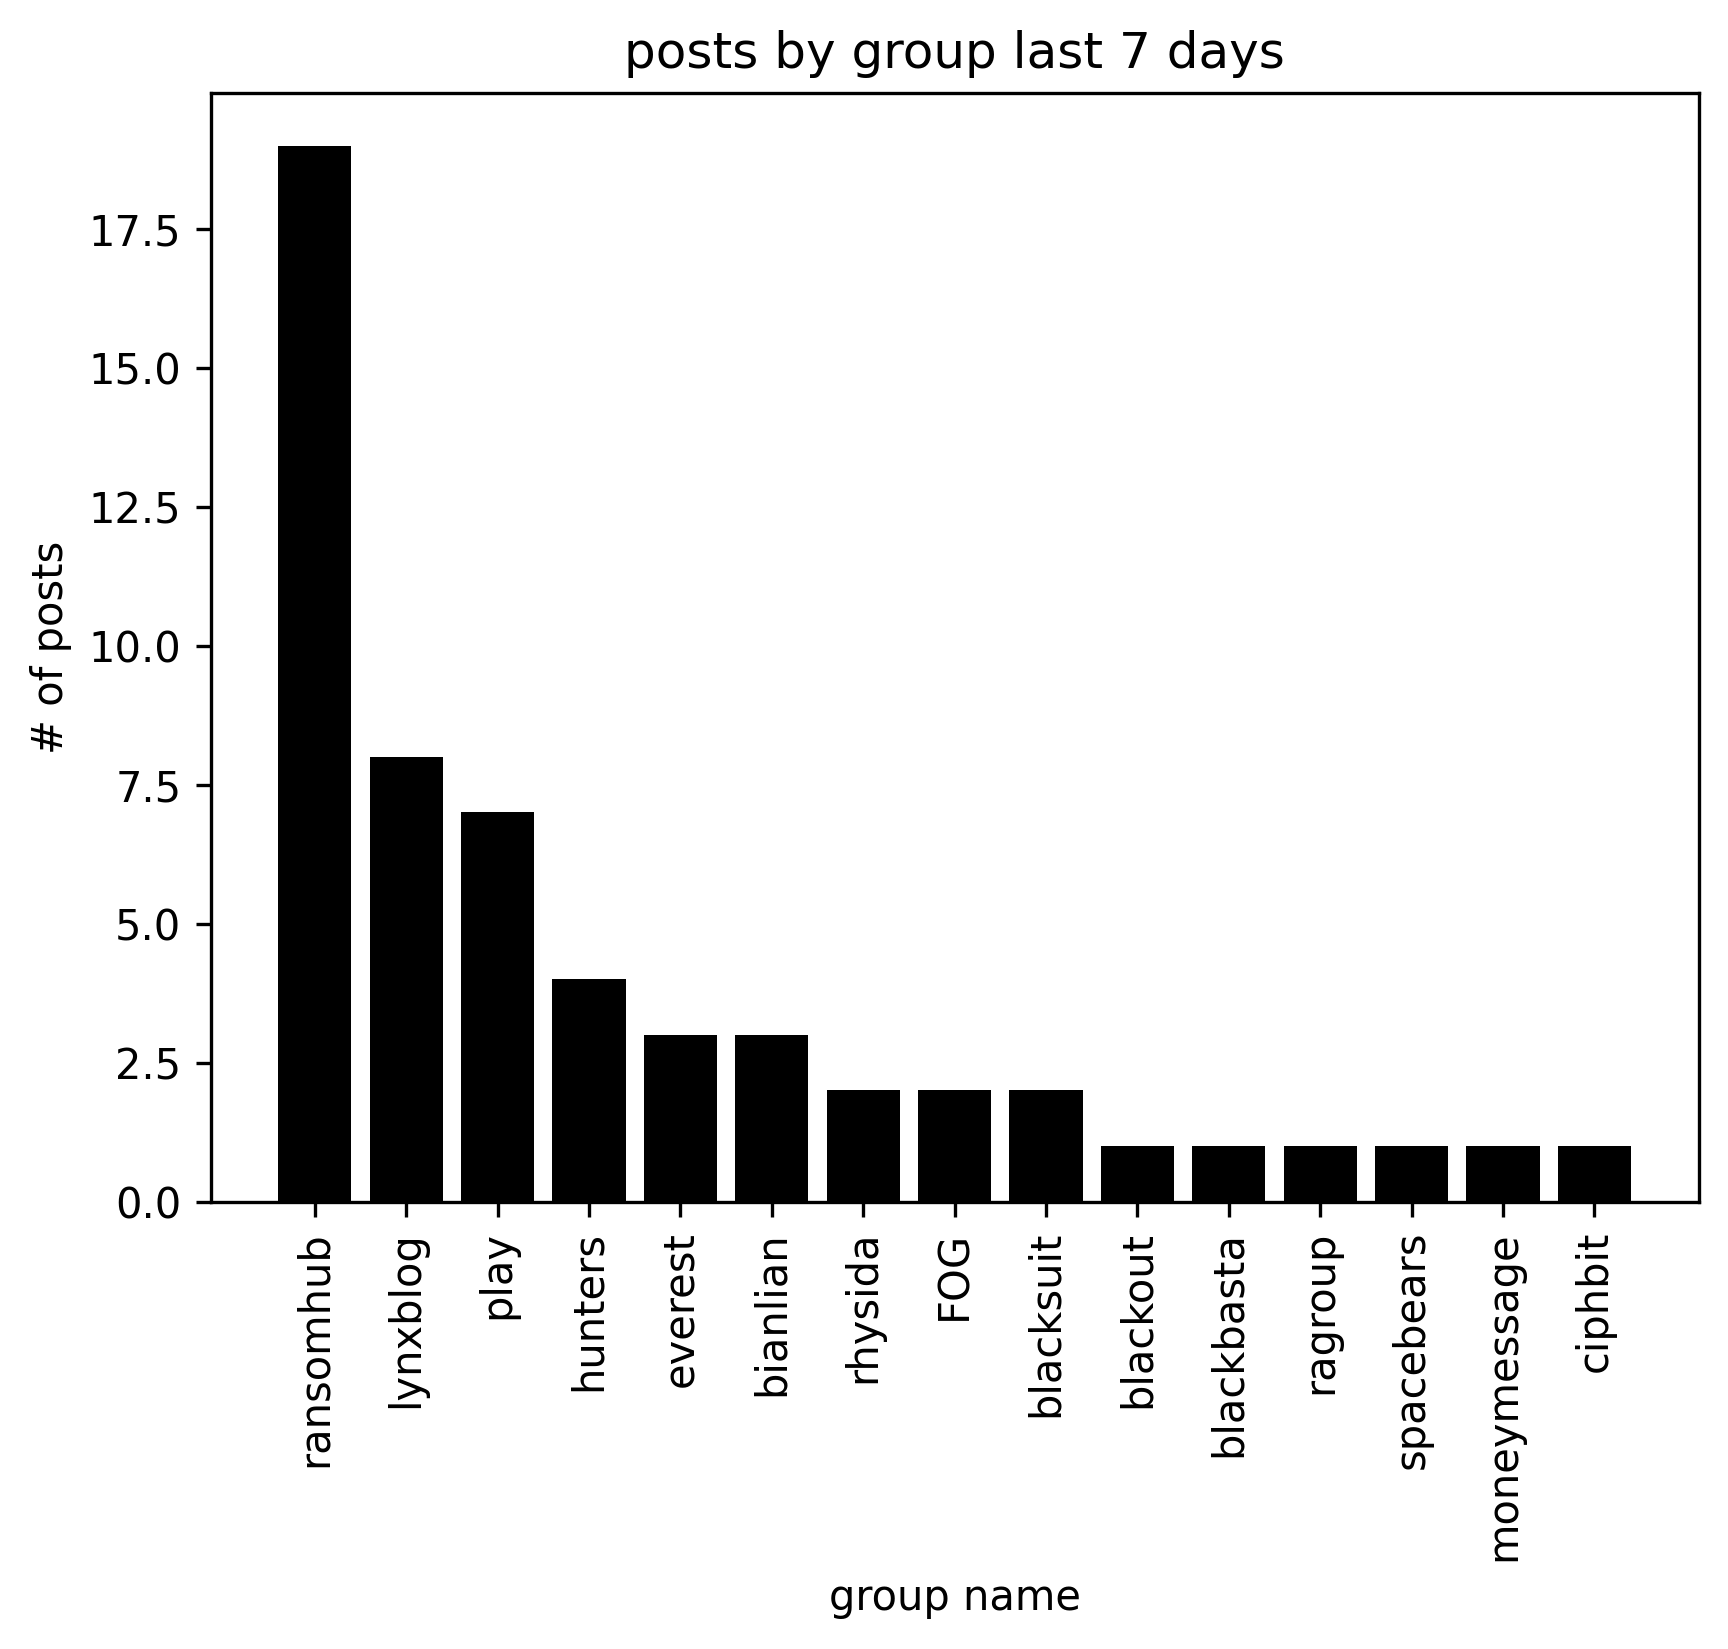 posts by group last 7 days
# of posts
17.5
15.0
12.5
10.0
7.5
5.0
2.5
0.0
ransomhub
lynxblog
play
hunters
everest
bianlian
rhysida
FOG
blacksuit
blackout
blackbasta
ragroup
spacebears
moneymessage
ciphbit
group name